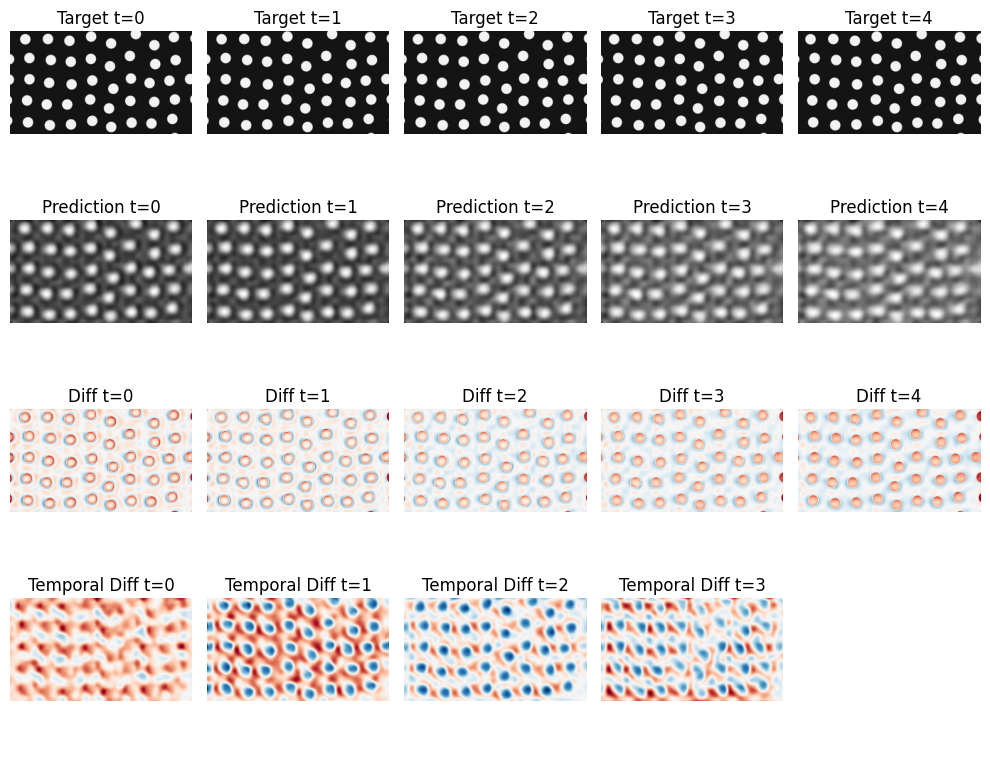 Target t=0 Target t=1 Target t=2 Target t=3 Target t=4
Prediction t=0 Prediction t=1 Prediction t=2 Prediction t=3 Prediction t=4
Diff t=0 Diff t=1 Diff t=2 Diff t=3 Diff t=4
Temporal Diff t=0 Temporal Diff t=1 Temporal Diff t=2 Temporal Diff t=3